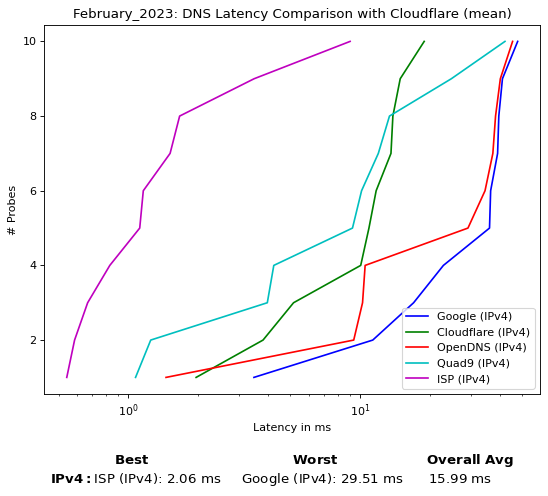 February_2023: DNS Latency Comparison with Cloudflare (mean)
# Probes
10
8
6
4
2
10⁰
10¹
Latency in ms
Google (IPv4)
Cloudflare (IPv4)
OpenDNS (IPv4)
Quad9 (IPv4)
ISP (IPv4)
Best Worst Overall Avg
IPv4: ISP (IPv4): 2.06 ms Google (IPv4): 29.51 ms 15.99 ms